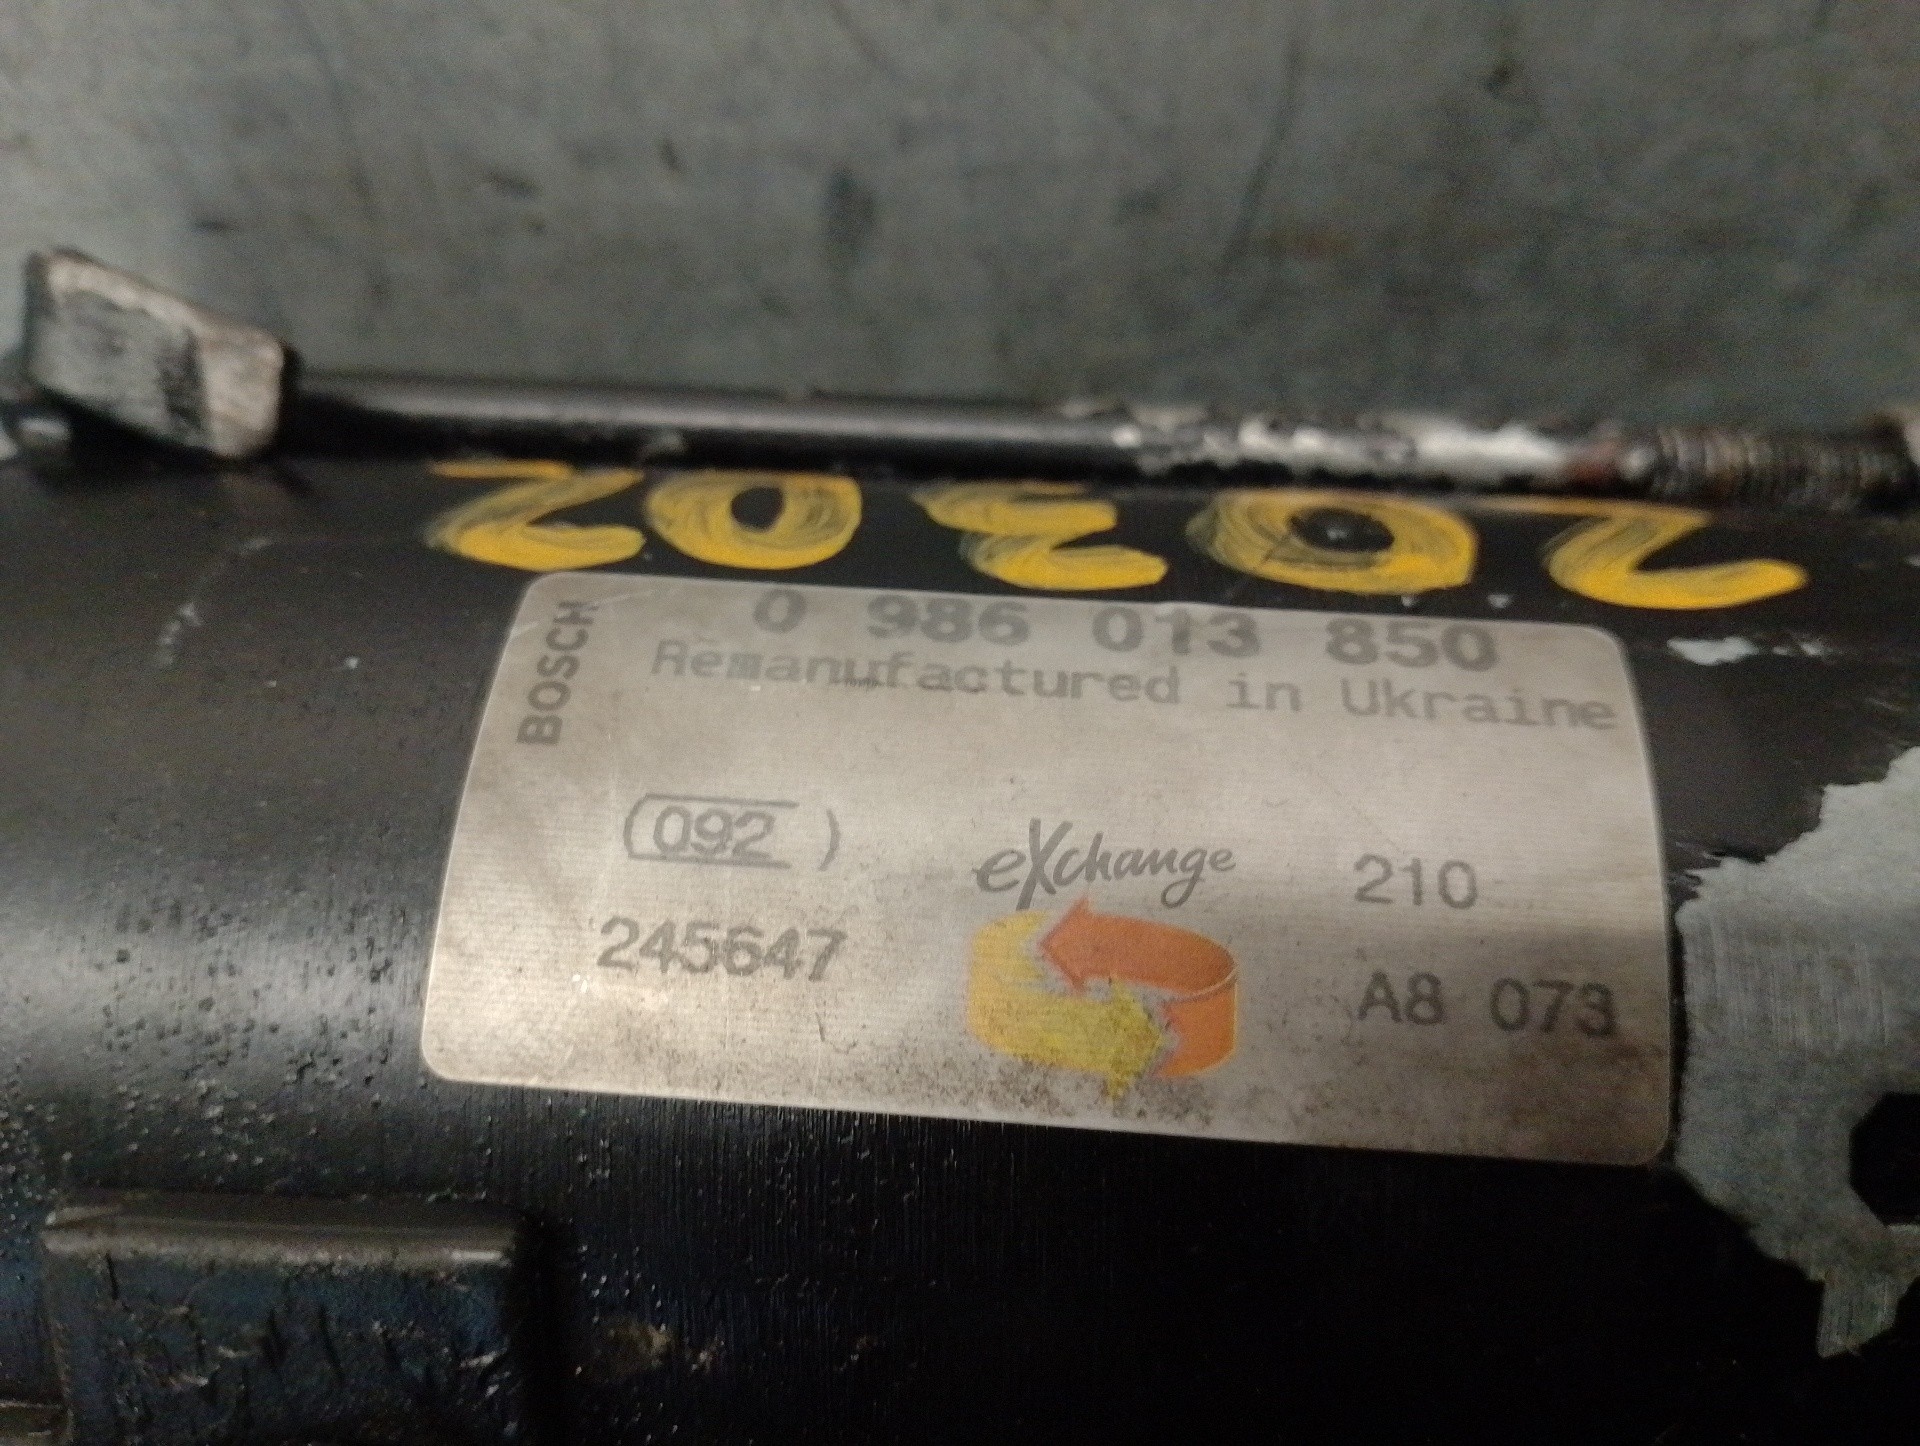 20302
BOSCH
0 986 013 850
Remanufactured in Ukraine
(092 )
eXchange
210
245647
A8 073